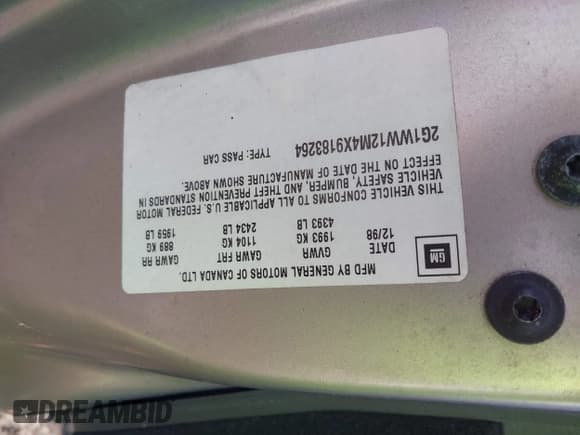 GM
MFD BY GENERAL MOTORS OF CANADA LTD.
DATE GVWR GAWR FRT GAWR RR
12/98 1993 KG 1104 KG 889 KG
4393 LB 2434 LB 1959 LB
THIS VEHICLE CONFORMS TO ALL APPLICABLE U.S. FEDERAL MOTOR
VEHICLE SAFETY, BUMPER, AND THEFT PREVENTION STANDARDS IN
EFFECT ON THE DATE OF MANUFACTURE SHOWN ABOVE.
2G1WW12M4X9183264 TYPE: PASS CAR
DREAMBID